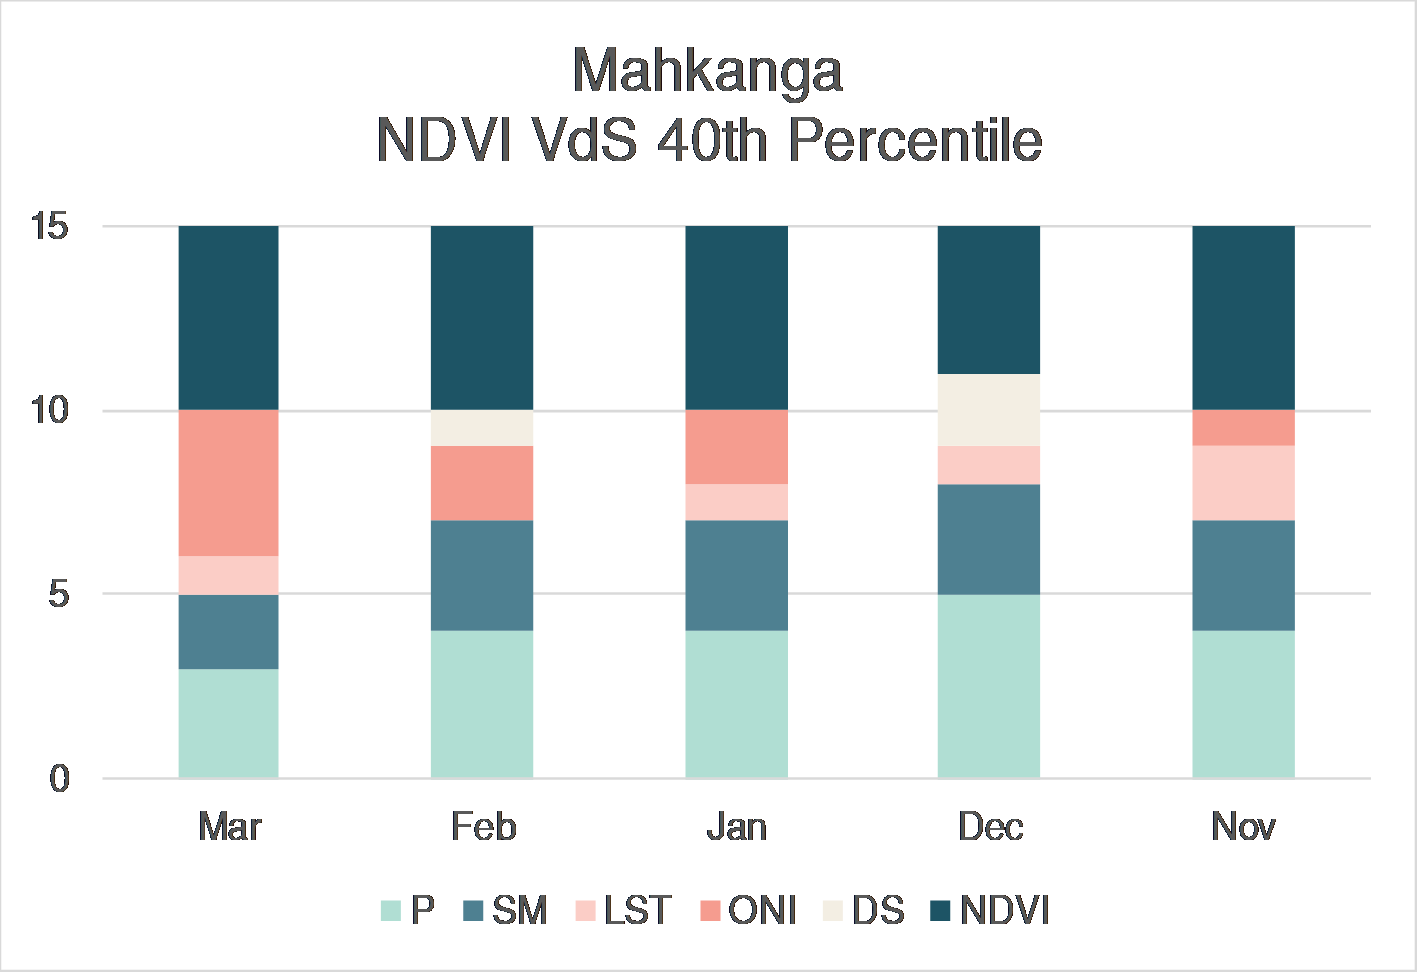 Mahkanga
NDVI VdS 40th Percentile
15
10
5
0
Mar Feb Jan Dec Nov
P SM LST ONI DS NDVI